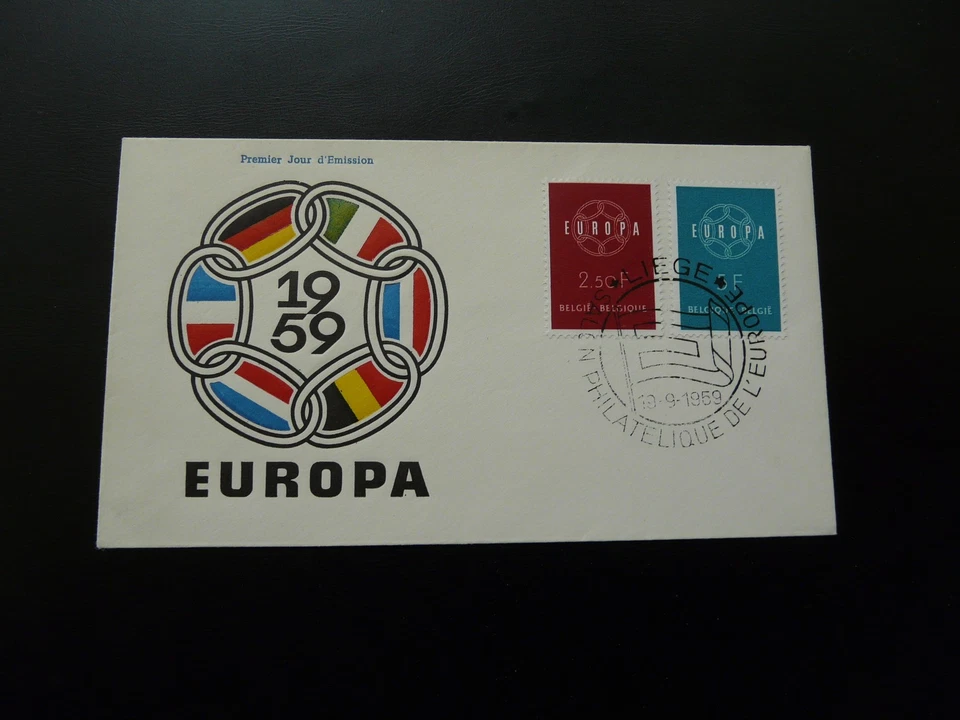 Premier Jour d'Emission
19
59
EUROPA
EUROPA
2.50F
BELGIË-BELGIQUE
EUROPA
5F
BELGIQUE-BELGIË
LIEGE
SALON PHILATELIQUE DE L'EUROPE
19-9-1959